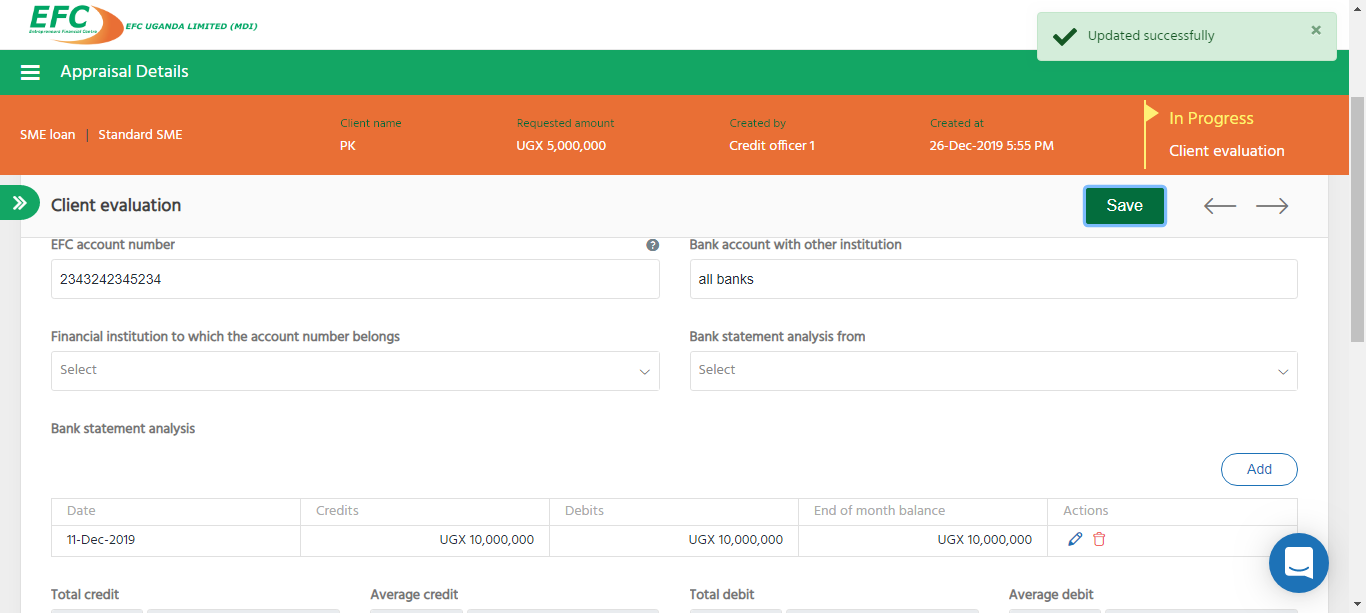 EFC
Entrepreneurs Financial Centre
EFC UGANDA LIMITED (MDI)
Updated successfully
×
Appraisal Details
SME loan | Standard SME
Client name
PK
Requested amount
UGX 5,000,000
Created by
Credit officer 1
Created at
26-Dec-2019 5:55 PM
In Progress
Client evaluation
Client evaluation
Save
EFC account number
?
2343242345234
Bank account with other institution
all banks
Financial institution to which the account number belongs
Select
Bank statement analysis from
Select
Bank statement analysis
Add
Date Credits Debits End of month balance Actions
11-Dec-2019 UGX 10,000,000 UGX 10,000,000 UGX 10,000,000
Total credit Average credit Total debit Average debit